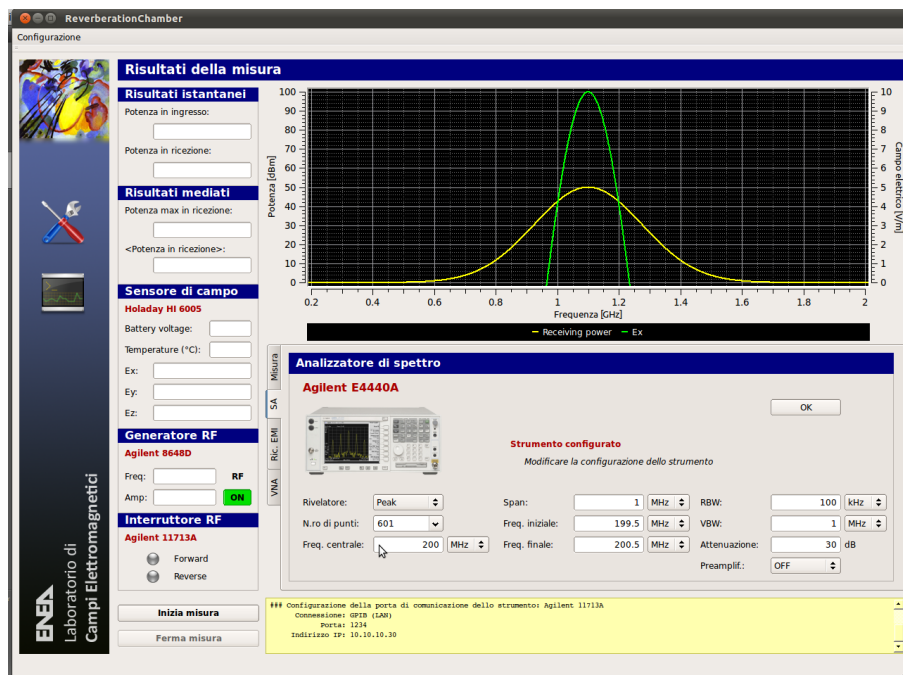 ReverberationChamber
Configurazione
Risultati della misura
Risultati istantanei
Potenza in ingresso:
Potenza in ricezione:
Risultati mediati
Potenza max in ricezione:
<Potenza in ricezione>:
Sensore di campo
Holaday HI 6005
Battery voltage:
Temperature (°C):
Ex:
Ey:
Ez:
Generatore RF
Agilent 8648D
Freq: RF
Amp: ON
Interruttore RF
Agilent 11713A
Forward
Reverse
Inizia misura
Ferma misura
ENEA
Laboratorio di
Campi Elettromagnetici
Potenza [dBm]
100
90
80
70
60
50
40
30
20
10
0
10
9
8
7
6
5
4
3
2
1
0
Campo elettrico [V/m]
0.2 0.4 0.6 0.8 1 1.2 1.4 1.6 1.8 2
Frequenza [GHz]
Receiving power Ex
Misura
SA
Ric. EMI
VNA
Analizzatore di spettro
Agilent E4440A
OK
Strumento configurato
Modificare la configurazione dello strumento
Rivelatore: Peak Span: 1 MHz RBW: 100 kHz
N.ro di punti: 601 Freq. iniziale: 199.5 MHz VBW: 1 MHz
Freq. centrale: 200 MHz Freq. finale: 200.5 MHz Attenuazione: 30 dB
Preamplif.: OFF
### Configurazione della porta di comunicazione dello strumento: Agilent 11713A
Connessione: GPIB (LAN)
Porta: 1234
Indirizzo IP: 10.10.10.30